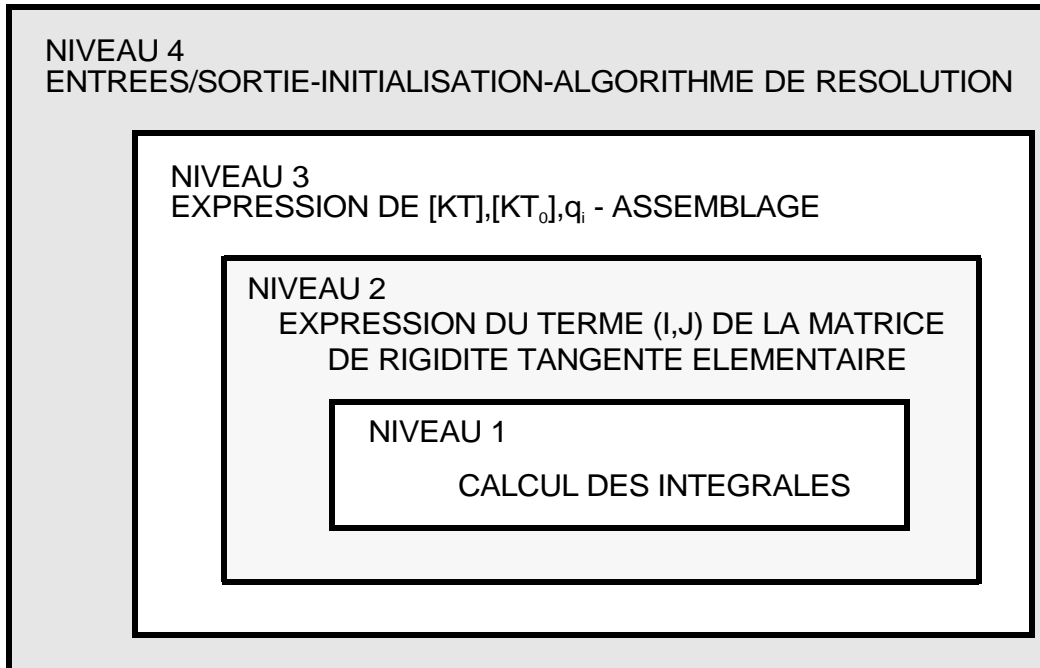 NIVEAU 4
ENTREES/SORTIE-INITIALISATION-ALGORITHME DE RESOLUTION
NIVEAU 3
EXPRESSION DE [KT],[KT₀],qᵢ - ASSEMBLAGE
NIVEAU 2
EXPRESSION DU TERME (I,J) DE LA MATRICE
DE RIGIDITE TANGENTE ELEMENTAIRE
NIVEAU 1
CALCUL DES INTEGRALES